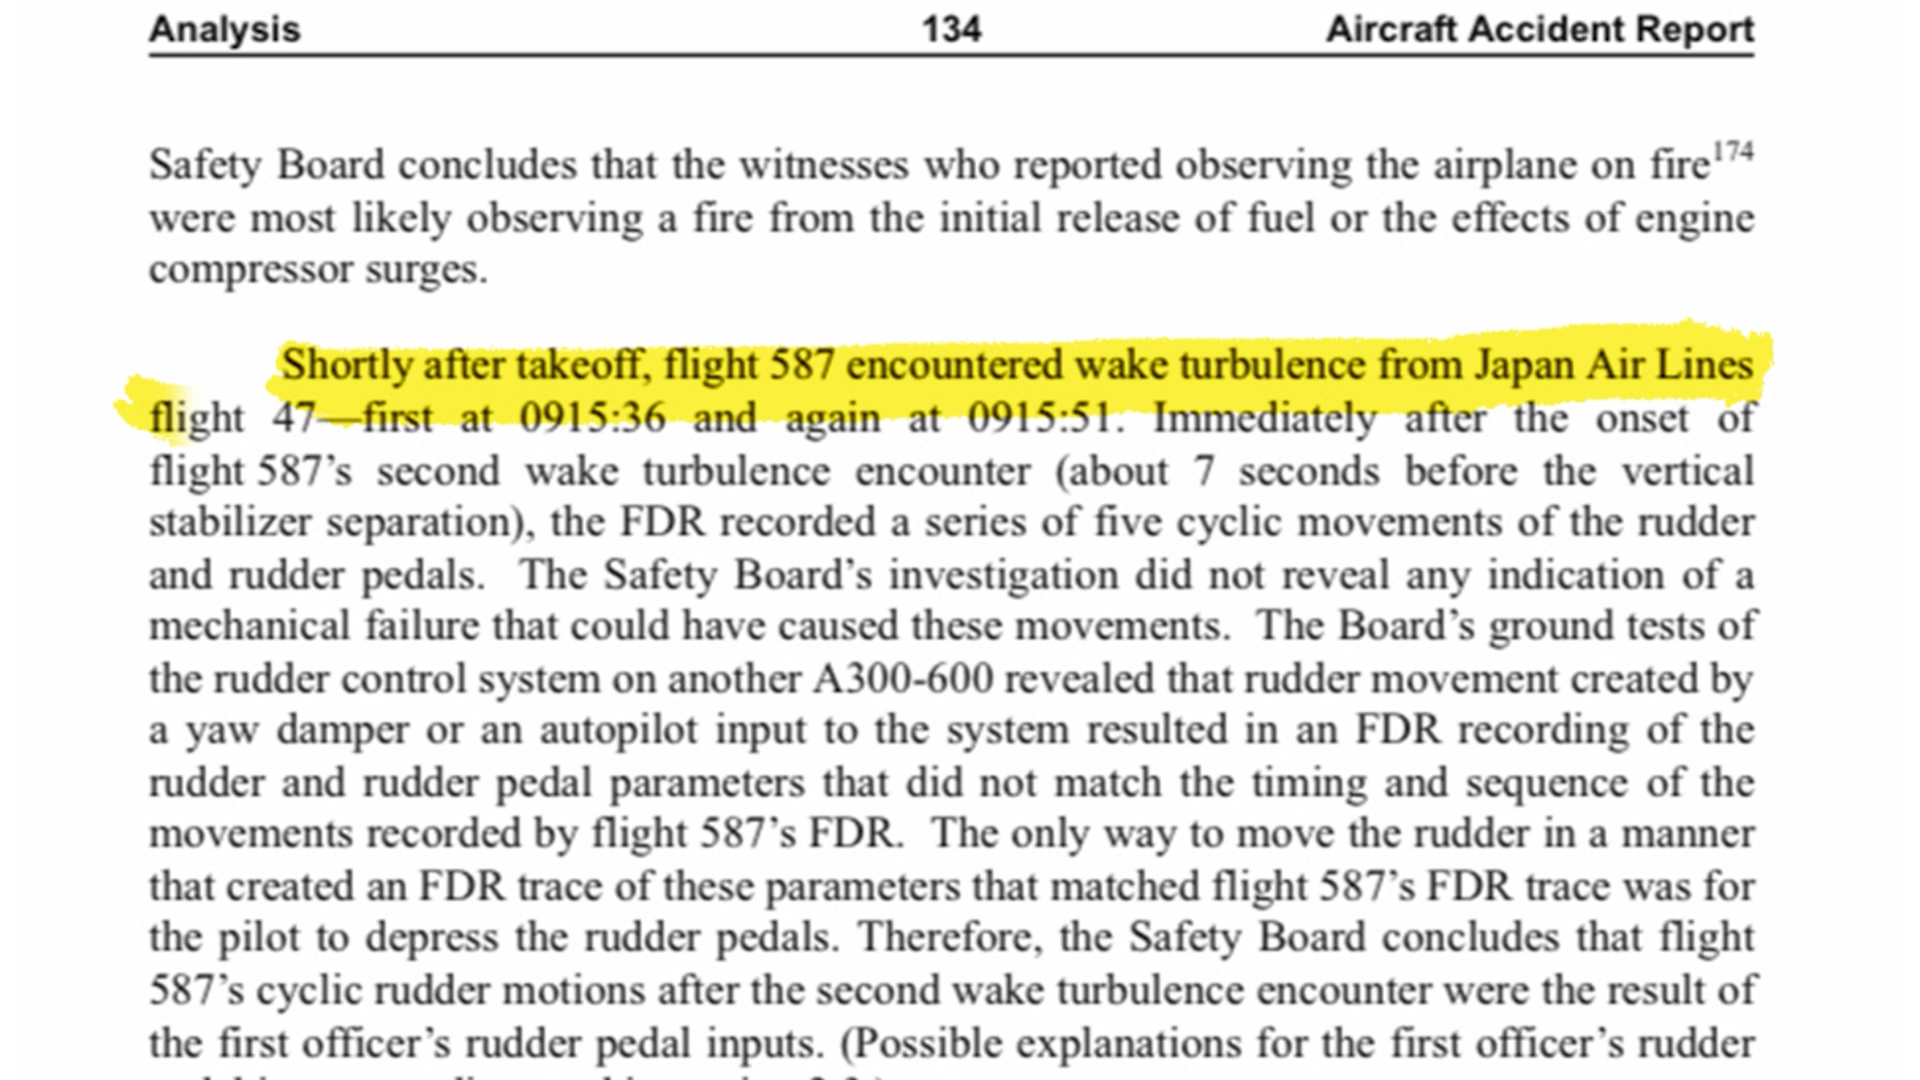 Analysis 134 Aircraft Accident Report
Safety Board concludes that the witnesses who reported observing the airplane on fire174
were most likely observing a fire from the initial release of fuel or the effects of engine
compressor surges.
Shortly after takeoff, flight 587 encountered wake turbulence from Japan Air Lines
flight 47—first at 0915:36 and again at 0915:51. Immediately after the onset of
flight 587’s second wake turbulence encounter (about 7 seconds before the vertical
stabilizer separation), the FDR recorded a series of five cyclic movements of the rudder
and rudder pedals. The Safety Board’s investigation did not reveal any indication of a
mechanical failure that could have caused these movements. The Board’s ground tests of
the rudder control system on another A300-600 revealed that rudder movement created by
a yaw damper or an autopilot input to the system resulted in an FDR recording of the
rudder and rudder pedal parameters that did not match the timing and sequence of the
movements recorded by flight 587’s FDR. The only way to move the rudder in a manner
that created an FDR trace of these parameters that matched flight 587’s FDR trace was for
the pilot to depress the rudder pedals. Therefore, the Safety Board concludes that flight
587’s cyclic rudder motions after the second wake turbulence encounter were the result of
the first officer’s rudder pedal inputs. (Possible explanations for the first officer’s rudder